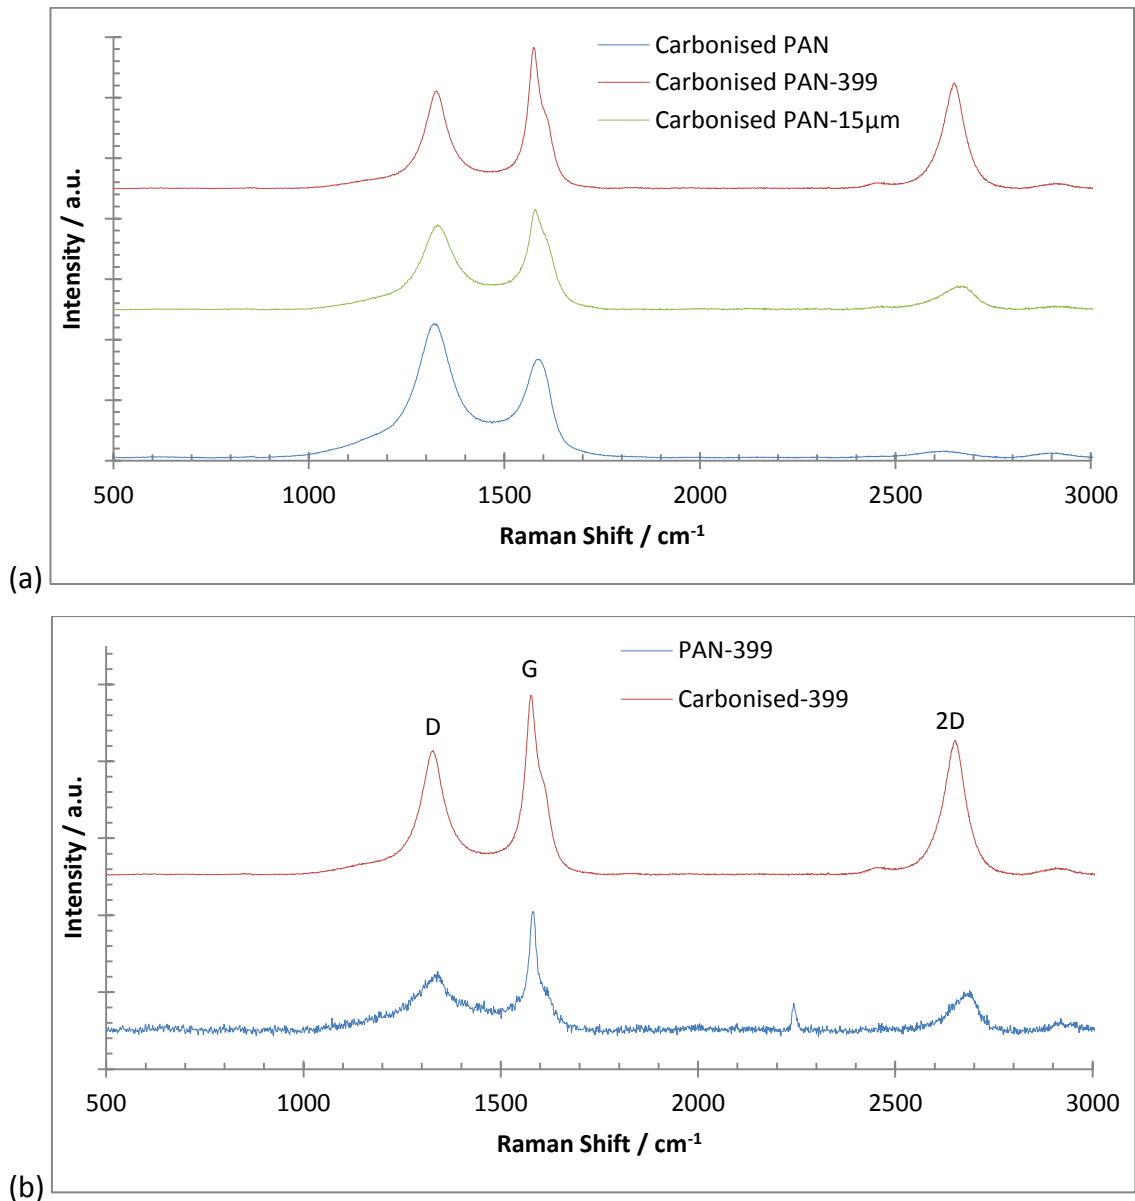 Carbonised PAN
Carbonised PAN-399
Carbonised PAN-15µm
Intensity / a.u.
500 1000 1500 2000 2500 3000
Raman Shift / cm⁻¹
(a)
PAN-399
Carbonised-399
D
G
2D
Intensity / a.u.
500 1000 1500 2000 2500 3000
Raman Shift / cm⁻¹
(b)